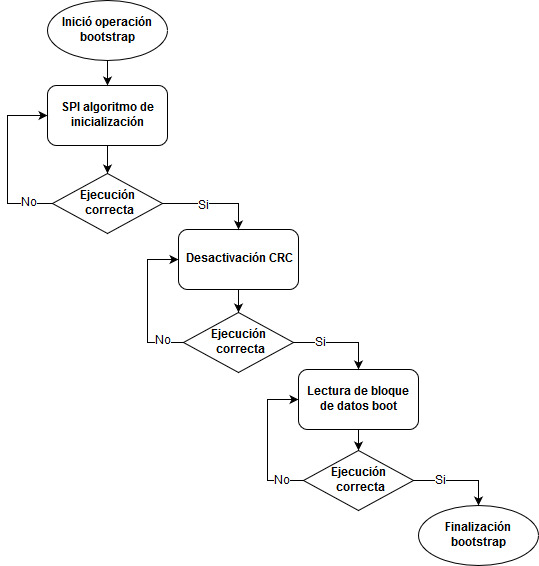 Inició operación
bootstrap
SPI algoritmo de
inicialización
Ejecución
correcta
No
Si
Desactivación CRC
Ejecución
correcta
No
Si
Lectura de bloque
de datos boot
Ejecución
correcta
No
Si
Finalización
bootstrap